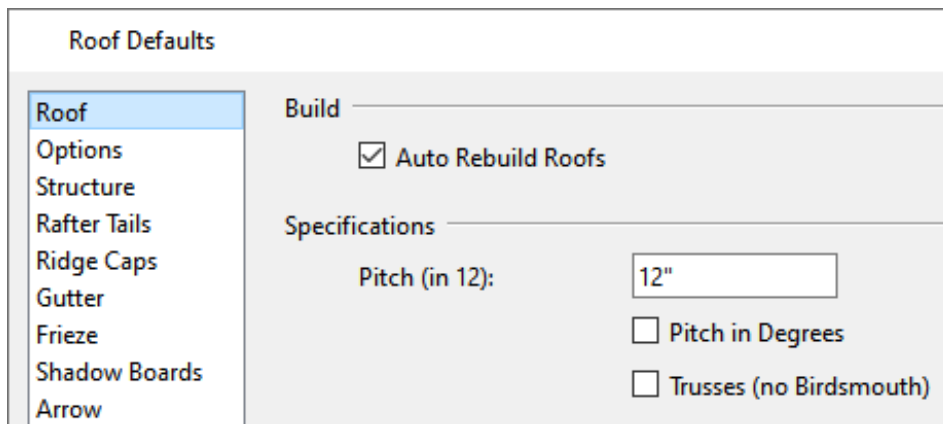 Roof Defaults
Roof
Options
Structure
Rafter Tails
Ridge Caps
Gutter
Frieze
Shadow Boards
Arrow
Build
Auto Rebuild Roofs
Specifications
Pitch (in 12):
12"
Pitch in Degrees
Trusses (no Birdsmouth)